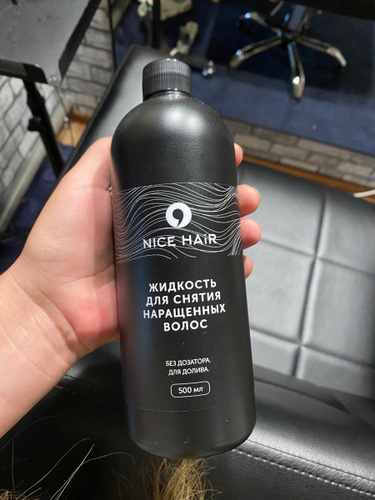 NICE HAiR
ЖИДКОСТЬ
ДЛЯ СНЯТИЯ
НАРАЩЕННЫХ
ВОЛОС
БЕЗ ДОЗАТОРА.
ДЛЯ ДОЛИВА.
500 мл